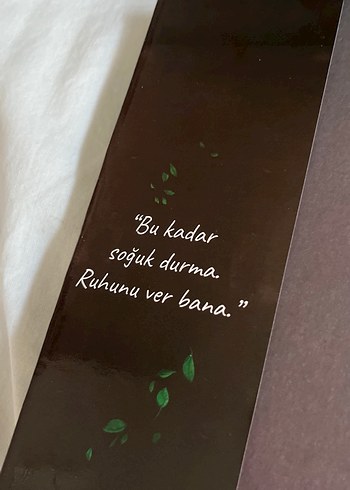 “Bu kadar
soğuk durma.
Ruhunu ver bana.”